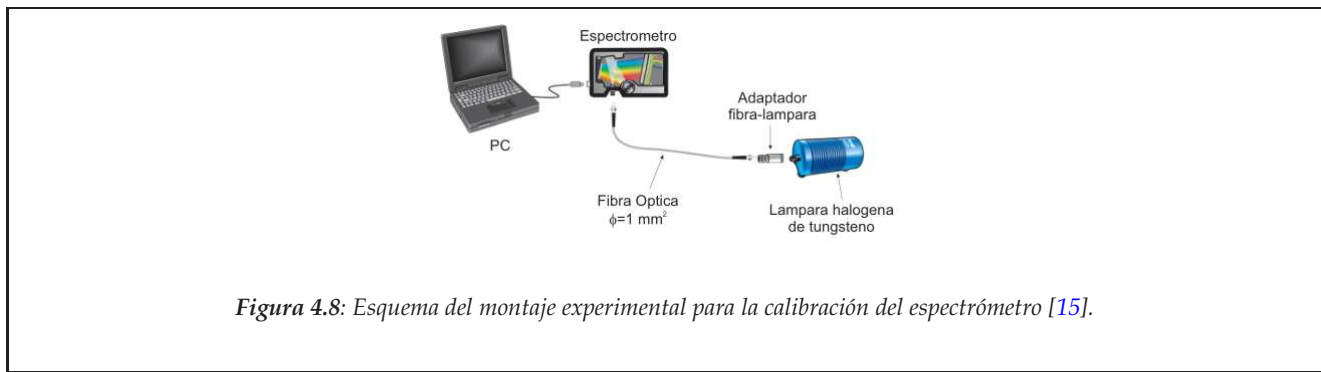 Espectrometro
PC
Adaptador
fibra-lampara
Fibra Optica
ϕ=1 mm²
Lampara halogena
de tungsteno
Figura 4.8: Esquema del montaje experimental para la calibración del espectrómetro [15].